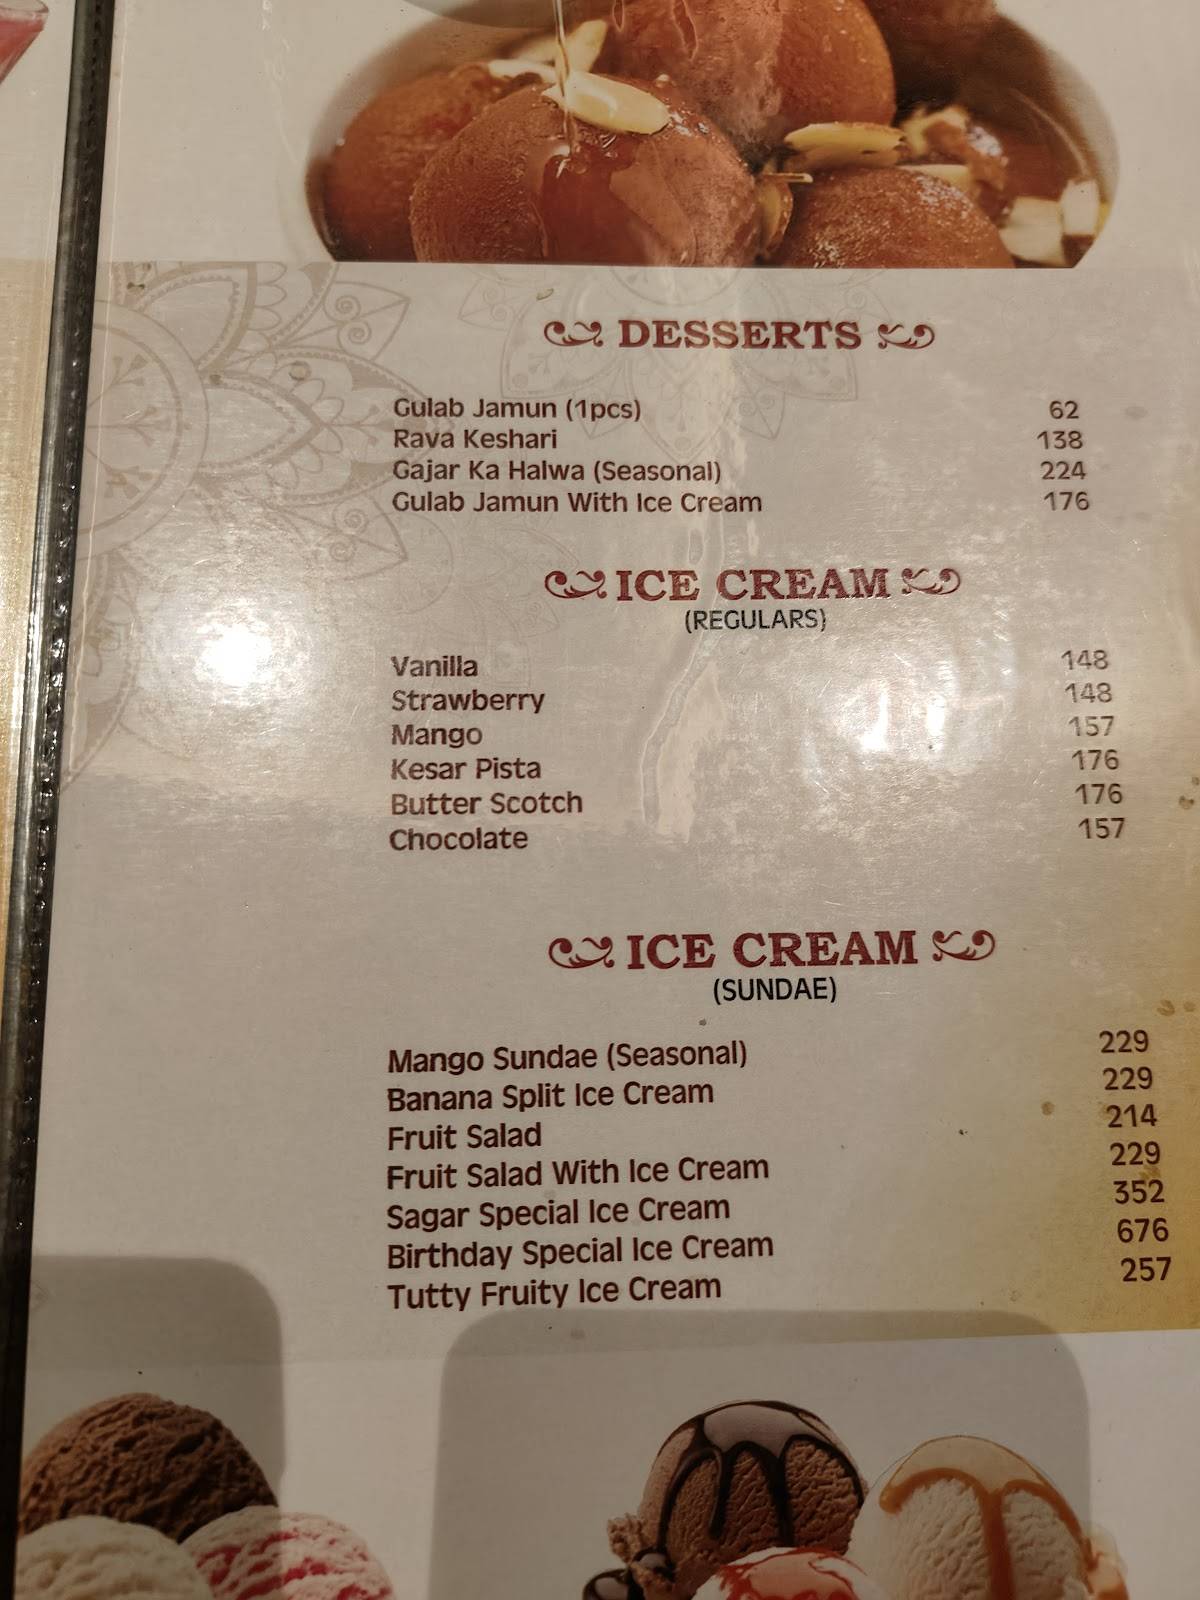 DESSERTS
Gulab Jamun (1pcs) 62
Rava Keshari 138
Gajar Ka Halwa (Seasonal) 224
Gulab Jamun With Ice Cream 176
ICE CREAM
(REGULARS)
Vanilla 148
Strawberry 148
Mango 157
Kesar Pista 176
Butter Scotch 176
Chocolate 157
ICE CREAM
(SUNDAE)
Mango Sundae (Seasonal) 229
Banana Split Ice Cream 229
Fruit Salad 214
Fruit Salad With Ice Cream 229
Sagar Special Ice Cream 352
Birthday Special Ice Cream 676
Tutty Fruity Ice Cream 257